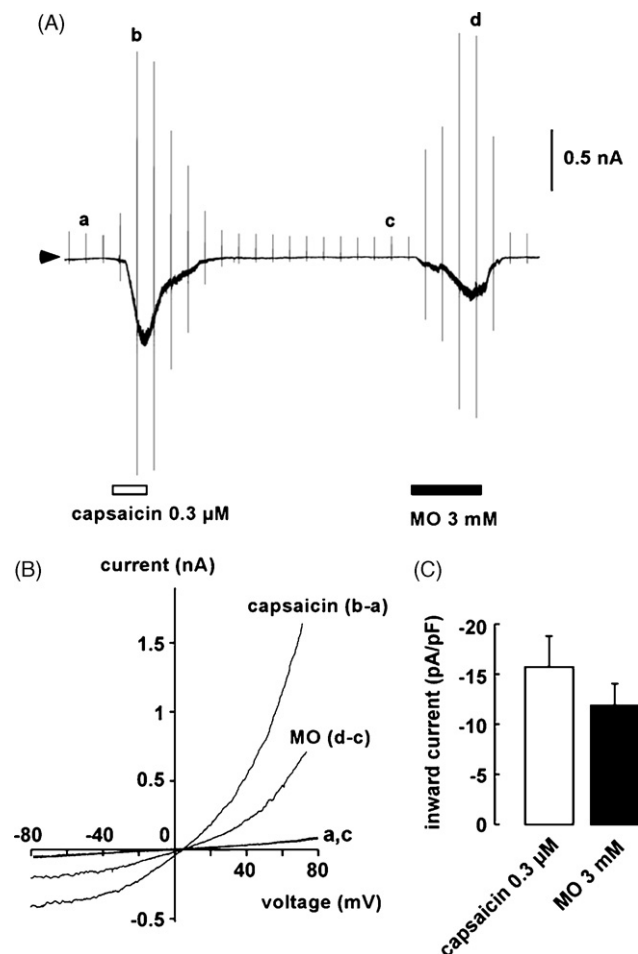 (A)
b
d
a
c
0.5 nA
capsaicin 0.3 µM
MO 3 mM
(B)
current (nA)
1.5
1
0.5
0
-0.5
-80
-40
40
80
voltage (mV)
capsaicin (b-a)
MO (d-c)
a,c
(C)
inward current (pA/pF)
-20
-15
-10
-5
0
capsaicin 0.3 µM
MO 3 mM